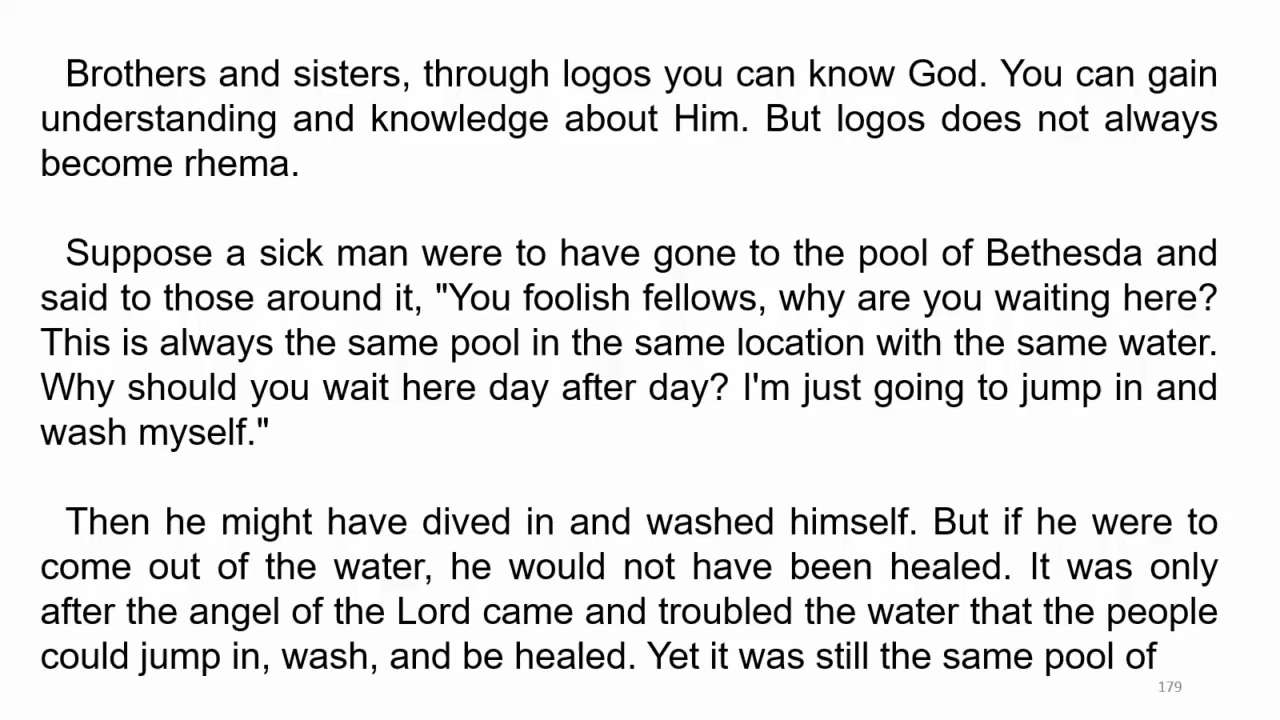 Brothers and sisters, through logos you can know God. You can gain
understanding and knowledge about Him. But logos does not always
become rhema.
Suppose a sick man were to have gone to the pool of Bethesda and
said to those around it, "You foolish fellows, why are you waiting here?
This is always the same pool in the same location with the same water.
Why should you wait here day after day? I'm just going to jump in and
wash myself."
Then he might have dived in and washed himself. But if he were to
come out of the water, he would not have been healed. It was only
after the angel of the Lord came and troubled the water that the people
could jump in, wash, and be healed. Yet it was still the same pool of
179